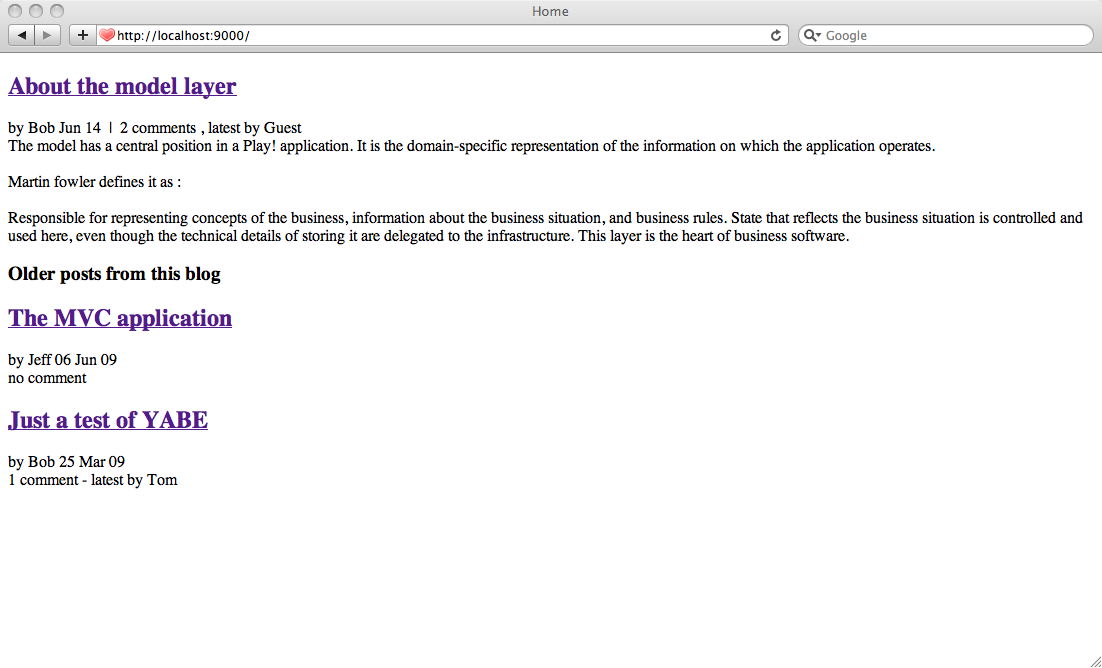 Home
http://localhost:9000/
Google
About the model layer
by Bob Jun 14 | 2 comments , latest by Guest
The model has a central position in a Play! application. It is the domain-specific representation of the information on which the application operates.
Martin fowler defines it as :
Responsible for representing concepts of the business, information about the business situation, and business rules. State that reflects the business situation is controlled and
used here, even though the technical details of storing it are delegated to the infrastructure. This layer is the heart of business software.
Older posts from this blog
The MVC application
by Jeff 06 Jun 09
no comment
Just a test of YABE
by Bob 25 Mar 09
1 comment - latest by Tom